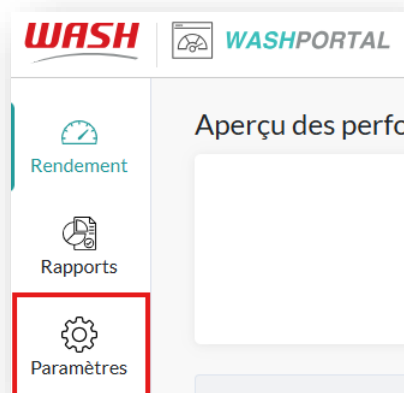 WASH
WASHPORTAL
Rendement
Rapports
Paramètres
Aperçu des perfo